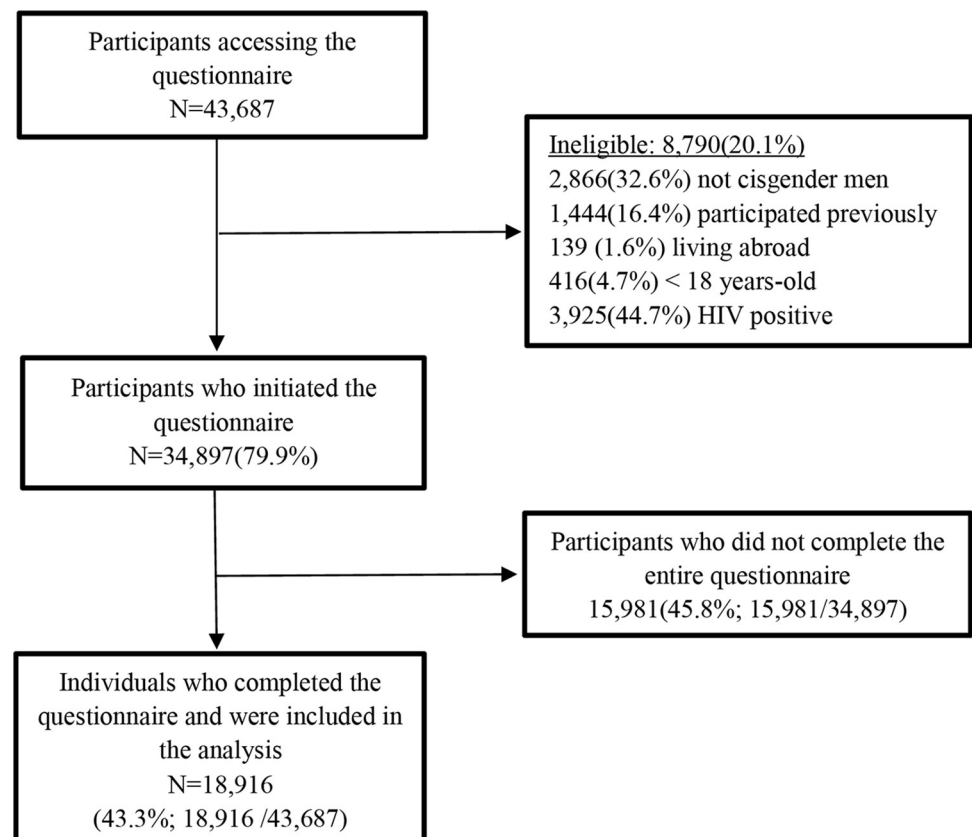 Participants accessing the
questionnaire
N=43,687
Ineligible: 8,790(20.1%)
2,866(32.6%) not cisgender men
1,444(16.4%) participated previously
139 (1.6%) living abroad
416(4.7%) < 18 years-old
3,925(44.7%) HIV positive
Participants who initiated the
questionnaire
N=34,897(79.9%)
Participants who did not complete the
entire questionnaire
15,981(45.8%; 15,981/34,897)
Individuals who completed the
questionnaire and were included in
the analysis
N=18,916
(43.3%; 18,916 /43,687)